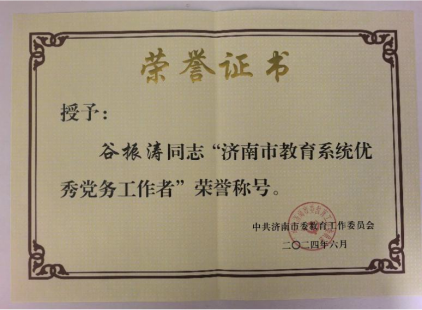 荣誉证书
授予：
谷振涛同志“济南市教育系统优
秀党务工作者”荣誉称号。
中共济南市委教育工作委员会
二〇二四年六月